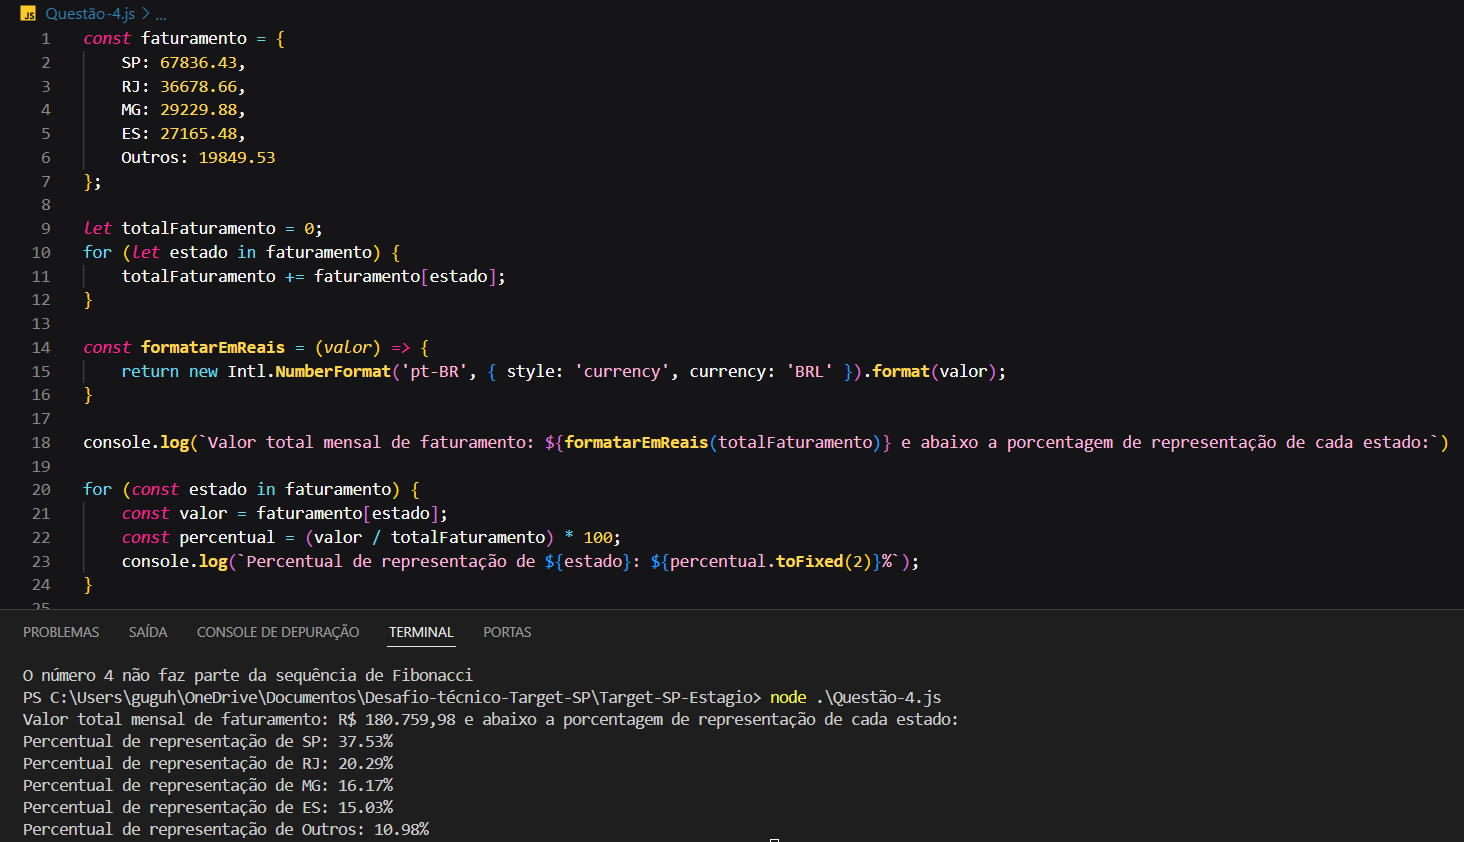 JS Questão-4.js > ...
1 const faturamento = {
2 SP: 67836.43,
3 RJ: 36678.66,
4 MG: 29229.88,
5 ES: 27165.48,
6 Outros: 19849.53
7 };
8
9 let totalFaturamento = 0;
10 for (let estado in faturamento) {
11 totalFaturamento += faturamento[estado];
12 }
13
14 const formatarEmReais = (valor) => {
15 return new Intl.NumberFormat('pt-BR', { style: 'currency', currency: 'BRL' }).format(valor);
16 }
17
18 console.log(`Valor total mensal de faturamento: ${formatarEmReais(totalFaturamento)} e abaixo a porcentagem de representação de cada estado:`)
19
20 for (const estado in faturamento) {
21 const valor = faturamento[estado];
22 const percentual = (valor / totalFaturamento) * 100;
23 console.log(`Percentual de representação de ${estado}: ${percentual.toFixed(2)}%`);
24 }
25
PROBLEMAS SAÍDA CONSOLE DE DEPURAÇÃO TERMINAL PORTAS
O número 4 não faz parte da sequência de Fibonacci
PS C:\Users\guguh\OneDrive\Documentos\Desafio-técnico-Target-SP\Target-SP-Estagio> node .\Questão-4.js
Valor total mensal de faturamento: R$ 180.759,98 e abaixo a porcentagem de representação de cada estado:
Percentual de representação de SP: 37.53%
Percentual de representação de RJ: 20.29%
Percentual de representação de MG: 16.17%
Percentual de representação de ES: 15.03%
Percentual de representação de Outros: 10.98%